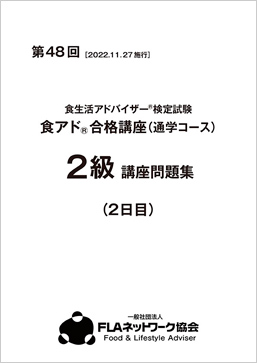 第48回 [2022.11.27施行]
食生活アドバイザー®検定試験
食アド®合格講座(通学コース)
2級 講座問題集
(2日目)
一般社団法人
FLAネットワーク協会
Food & Lifestyle Adviser